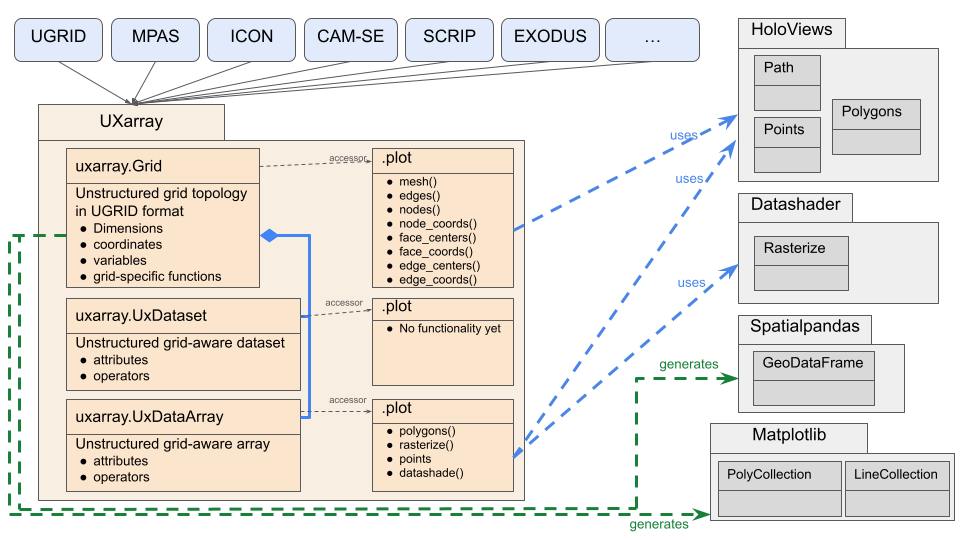 UGRID
MPAS
ICON
CAM-SE
SCRIP
EXODUS
...
UXarray
uxarray.Grid
Unstructured grid topology
in UGRID format
● Dimensions
● coordinates
● variables
● grid-specific functions
accessor
.plot
● mesh()
● edges()
● nodes()
● node_coords()
● face_centers()
● face_coords()
● edge_centers()
● edge_coords()
uxarray.UxDataset
Unstructured grid-aware dataset
● attributes
● operators
accessor
.plot
● No functionality yet
uxarray.UxDataArray
Unstructured grid-aware array
● attributes
● operators
accessor
.plot
● polygons()
● rasterize()
● points
● datashade()
uses
uses
uses
generates
generates
HoloViews
Path
Points
Polygons
Datashader
Rasterize
Spatialpandas
GeoDataFrame
Matplotlib
PolyCollection
LineCollection